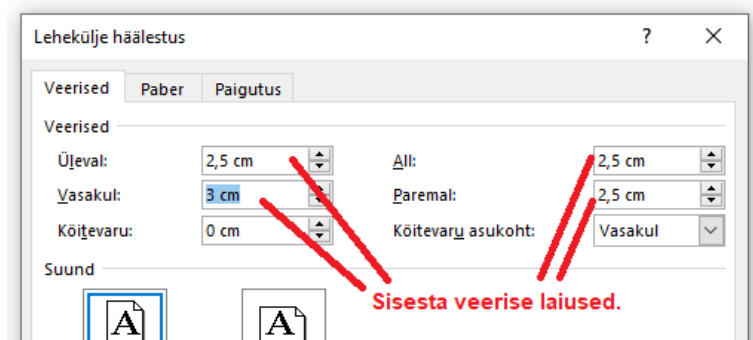 Lehekülje häälestus ?
Veerised Paber Paigutus
Veerised
Üleval: 2,5 cm All: 2,5 cm
Vasakul: 3 cm Paremal: 2,5 cm
Köitevaru: 0 cm Köitevaru asukoht: Vasakul
Suund
Sisesta veerise laiused.
A A